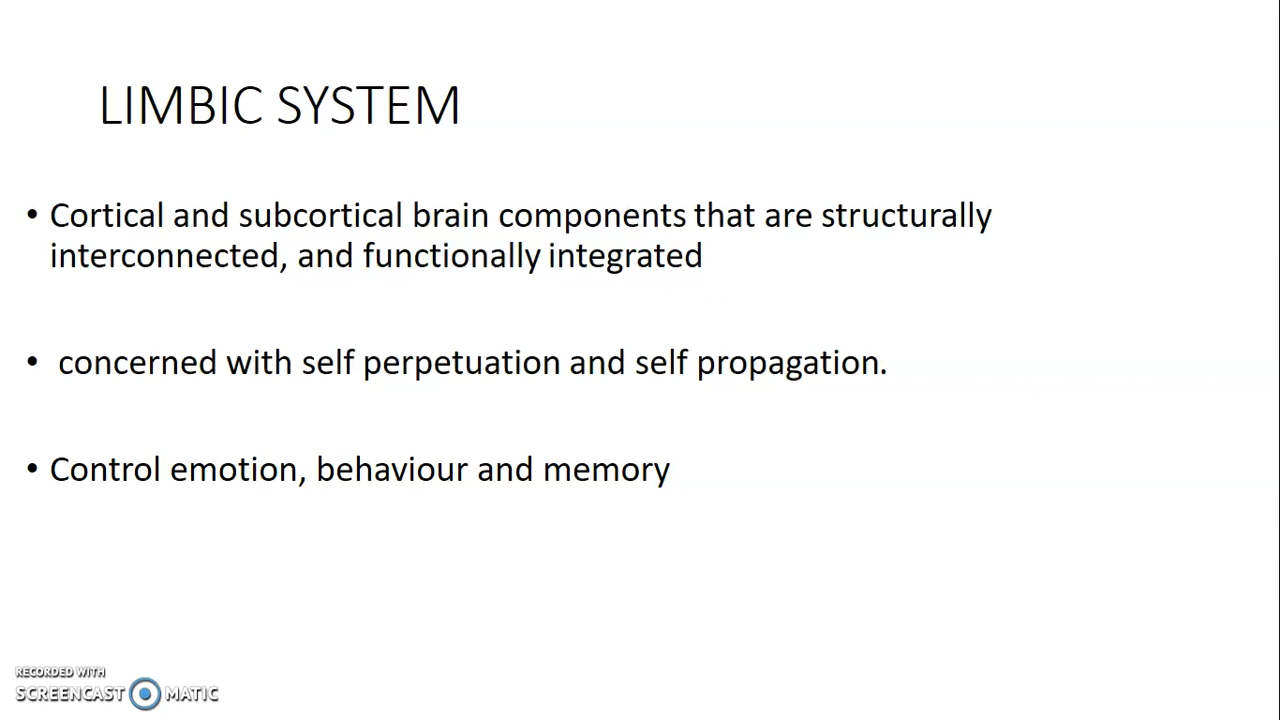 LIMBIC SYSTEM
• Cortical and subcortical brain components that are structurally
interconnected, and functionally integrated
• concerned with self perpetuation and self propagation.
• Control emotion, behaviour and memory
RECORDED WITH
SCREENCAST MATIC